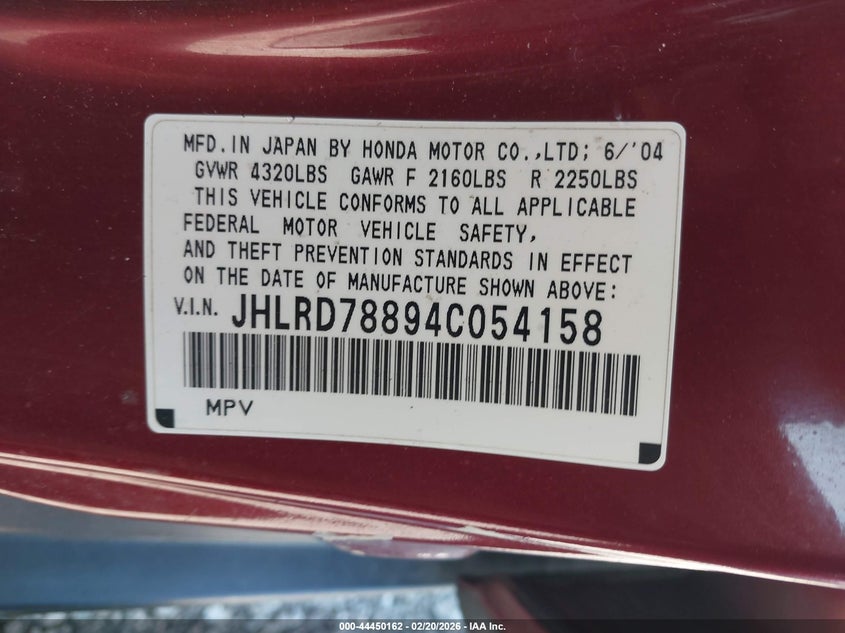 MFD.IN JAPAN BY HONDA MOTOR CO.,LTD; 6/'04
GVWR 4320LBS GAWR F 2160LBS R 2250LBS
THIS VEHICLE CONFORMS TO ALL APPLICABLE
FEDERAL MOTOR VEHICLE SAFETY,
AND THEFT PREVENTION STANDARDS IN EFFECT
ON THE DATE OF MANUFACTURE SHOWN ABOVE:
V.I.N. JHLRD78894C054158
MPV
000-44450162 - 02/20/2026 - IAA Inc.